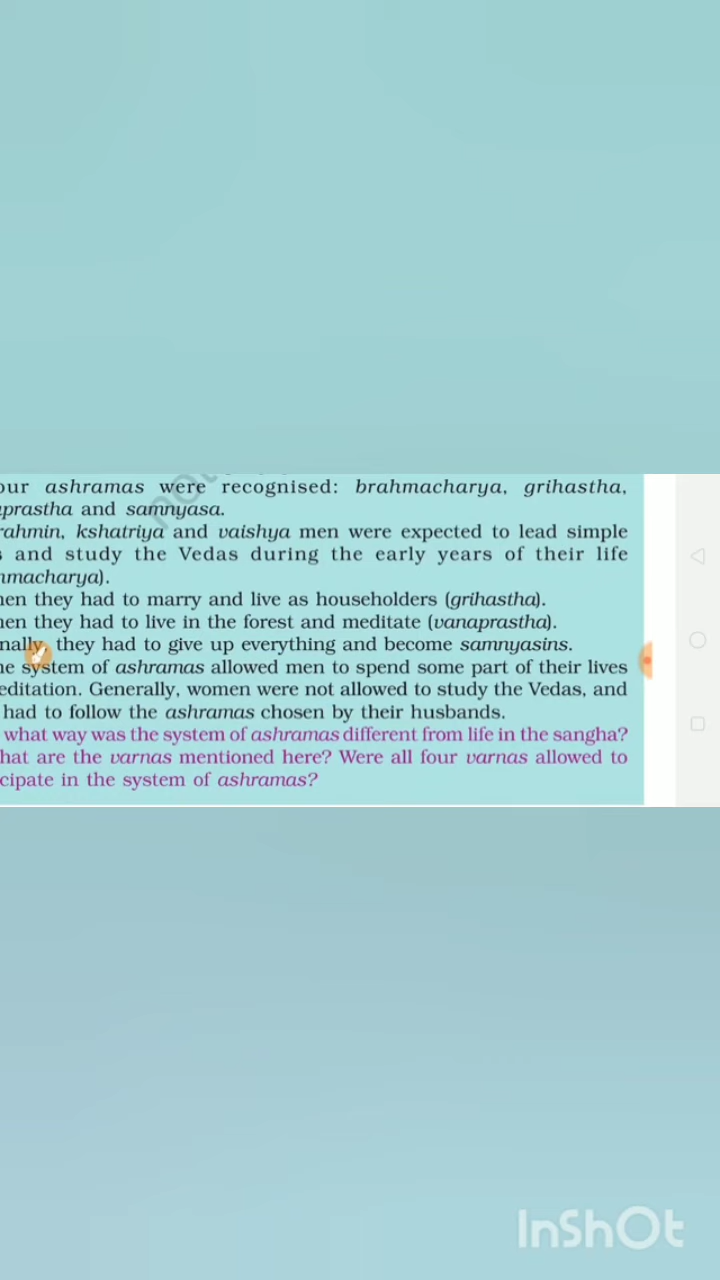 our ashramas were recognised: brahmacharya, grihastha,
prastha and samnyasa.
rahmin, kshatriya and vaishya men were expected to lead simple
s and study the Vedas during the early years of their life
macharya).
hen they had to marry and live as householders (grihastha).
hen they had to live in the forest and meditate (vanaprastha).
nally, they had to give up everything and become samnyasins.
he system of ashramas allowed men to spend some part of their lives
editation. Generally, women were not allowed to study the Vedas, and
had to follow the ashramas chosen by their husbands.
what way was the system of ashramas different from life in the sangha?
hat are the varnas mentioned here? Were all four varnas allowed to
cipate in the system of ashramas?
InShOt